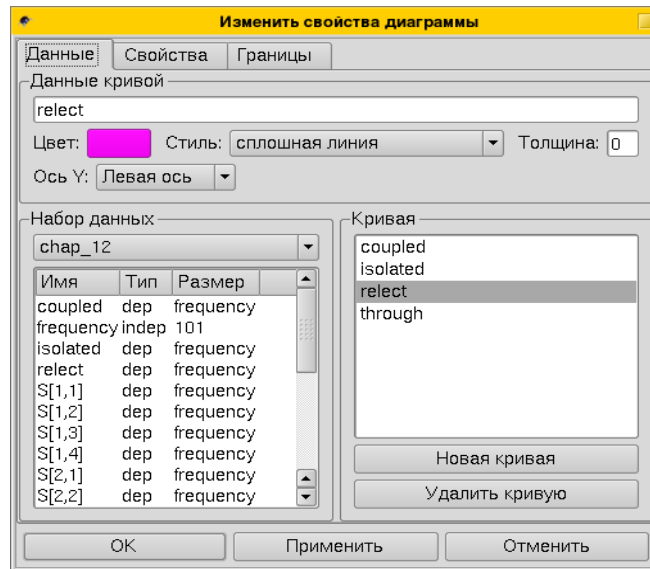 Изменить свойства диаграммы
Данные Свойства Границы
Данные кривой
relect
Цвет: Стиль: сплошная линия Толщина: 0
Ось Y: Левая ось
Набор данных
chap_12
Имя Тип Размер
coupled dep frequency
frequency indep 101
isolated dep frequency
relect dep frequency
S[1,1] dep frequency
S[1,2] dep frequency
S[1,3] dep frequency
S[1,4] dep frequency
S[2,1] dep frequency
S[2,2] dep frequency
Кривая
coupled
isolated
relect
through
Новая кривая
Удалить кривую
OK Применить Отменить